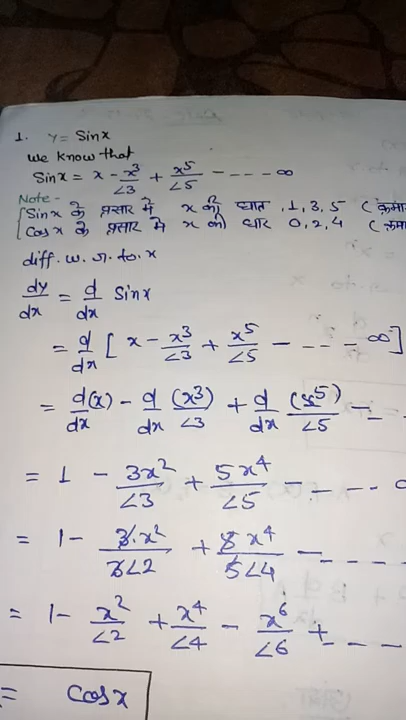 1. y = Sinx
we know that
Sinx = x - x³/∠3 + x⁵/∠5 - - - - - ∞
Note -
Sinx के प्रसार में x की घात 1, 3, 5 (
Cosx के प्रसार में x की घात 0, 2, 4 (
diff. w. r. to. x
dy/dx = d/dx Sinx
= d/dx [ x - x³/∠3 + x⁵/∠5 - - - - ∞ ]
= d(x)/dx - d/dx (x³)/∠3 + d/dx (x⁵)/∠5 - -
= 1 - 3x²/∠3 + 5x⁴/∠5 - - - - -
= 1 - 3·x²/3∠2 + 5x⁴/5∠4 - - - - -
= 1 - x²/∠2 + x⁴/∠4 - x⁶/∠6 + - - - -
= Cosx